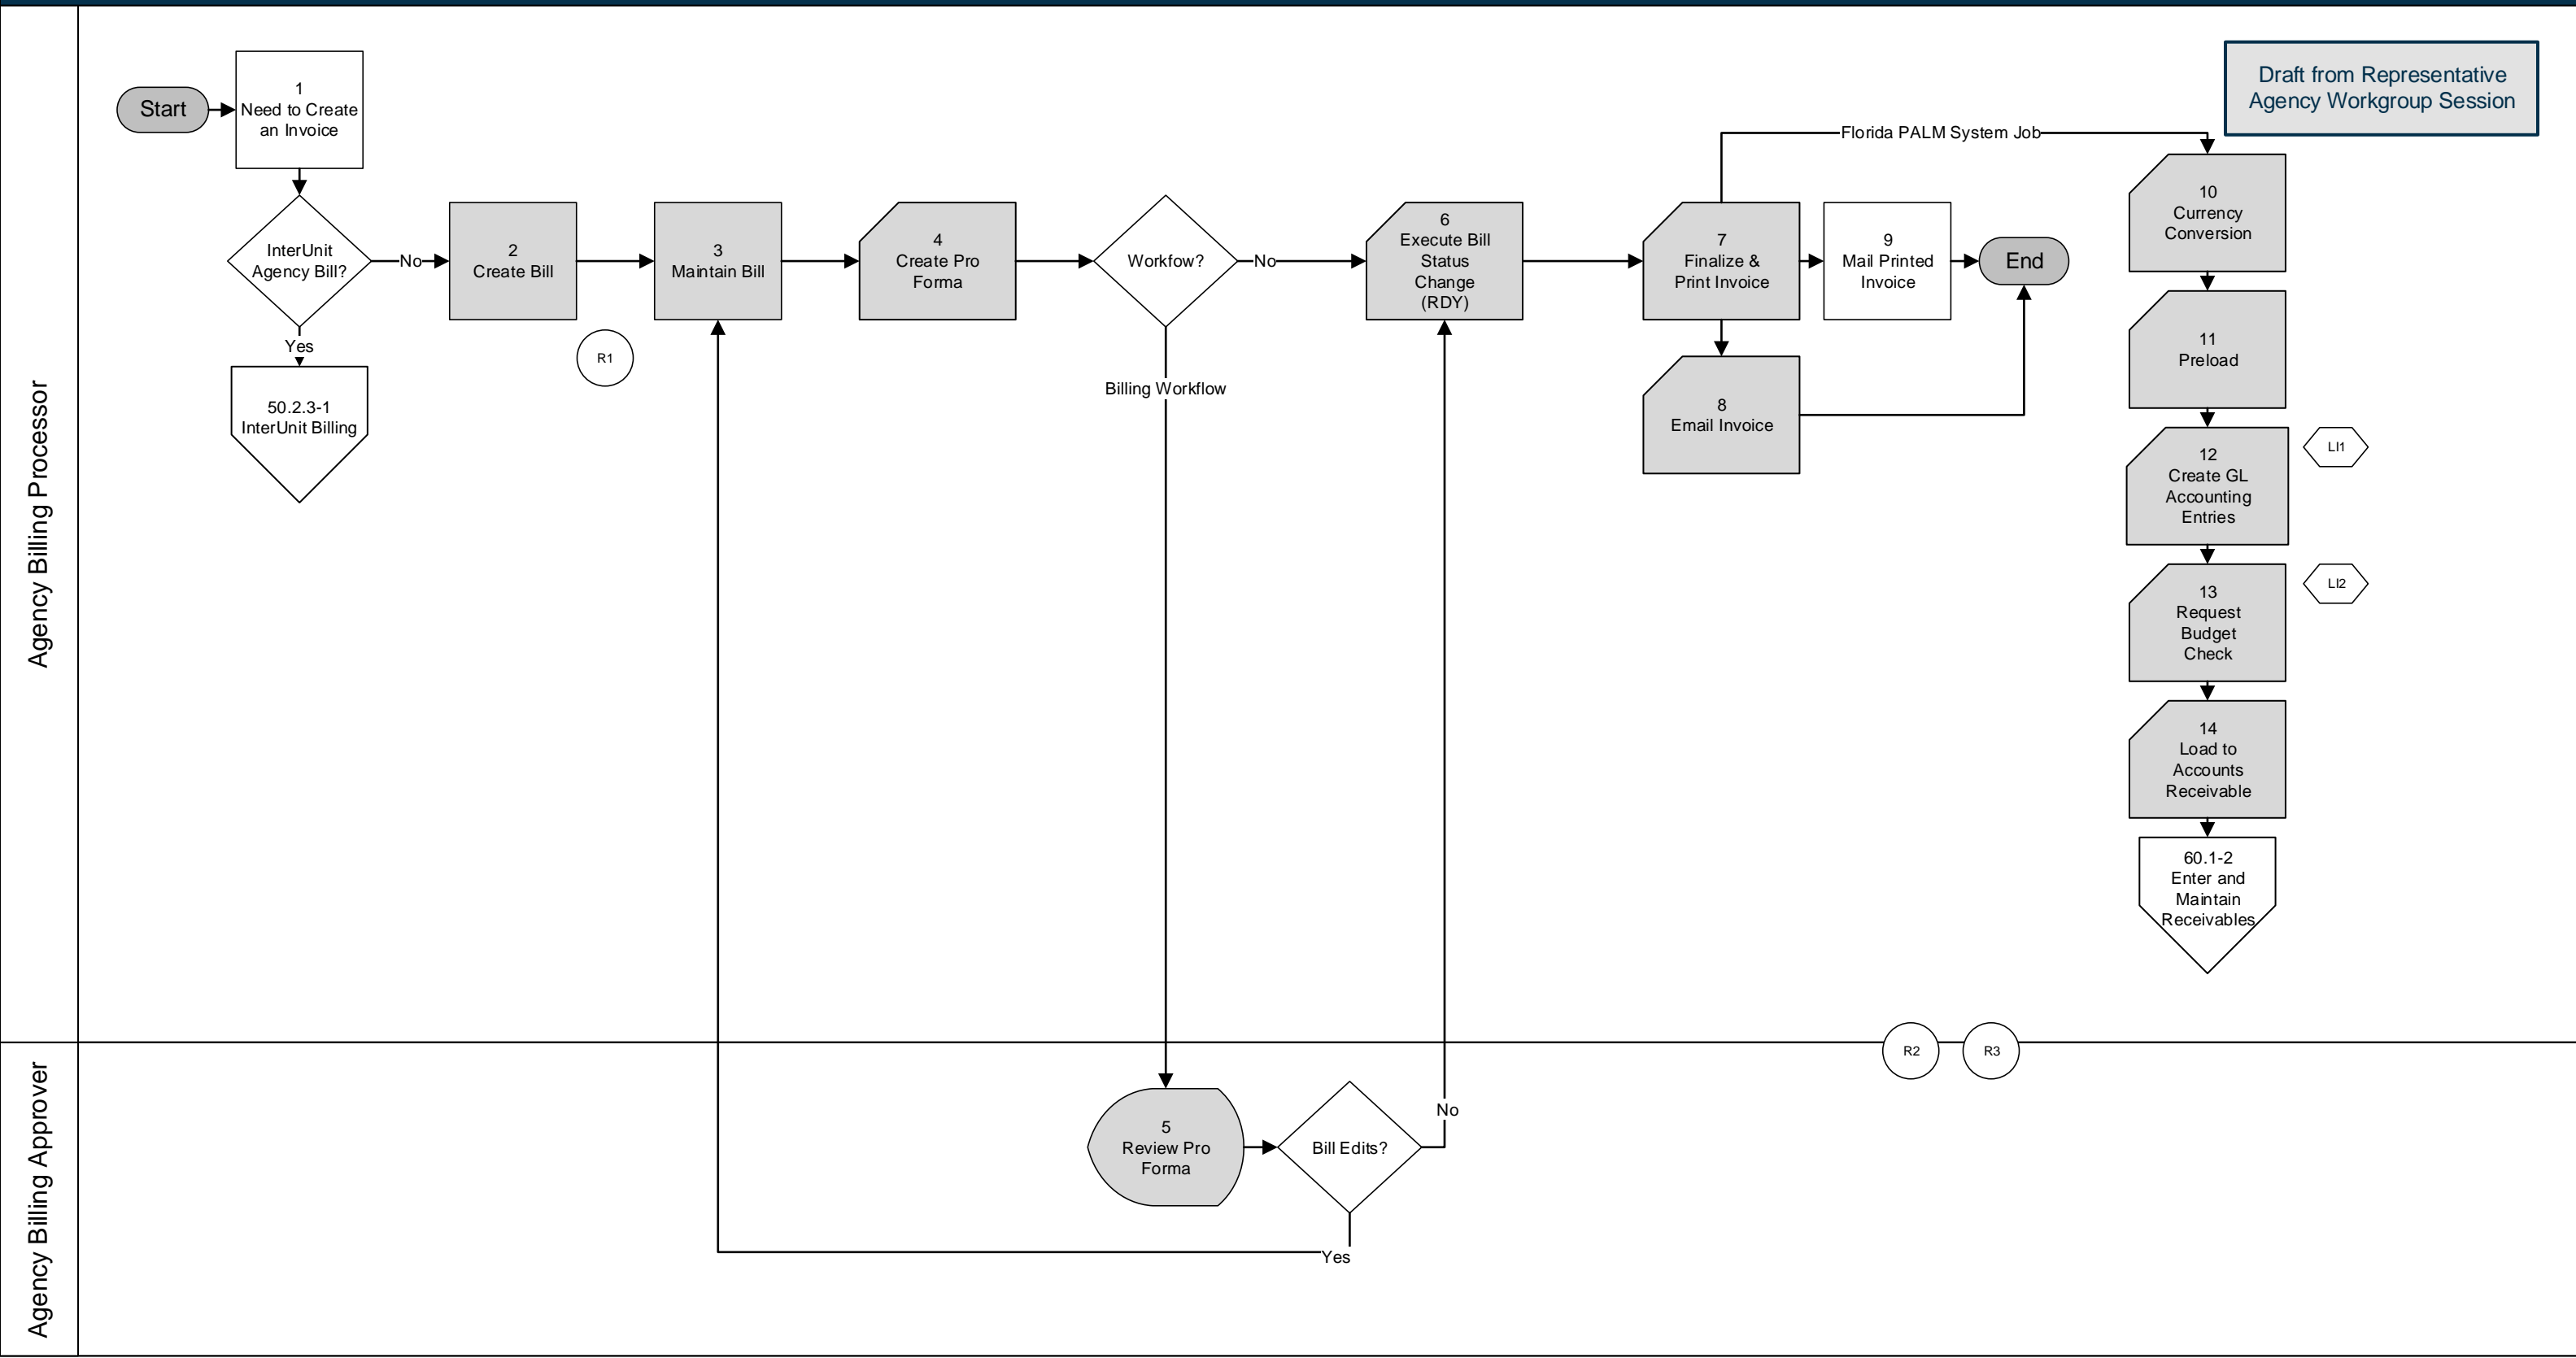 Agency Billing Processor
Draft from Representative
Agency Workgroup Session
Start
1
Need to Create
an Invoice
InterUnit
Agency Bill?
No
Yes
50.2.3-1
InterUnit Billing
2
Create Bill
R1
3
Maintain Bill
4
Create Pro
Forma
Workfow?
No
Billing Workflow
6
Execute Bill
Status
Change
(RDY)
7
Finalize &
Print Invoice
8
Email Invoice
9
Mail Printed
Invoice
End
Florida PALM System Job
10
Currency
Conversion
11
Preload
12
Create GL
Accounting
Entries
LI1
13
Request
Budget
Check
LI2
14
Load to
Accounts
Receivable
60.1-2
Enter and
Maintain
Receivables
R2
R3
Agency Billing Approver
5
Review Pro
Forma
Bill Edits?
No
Yes